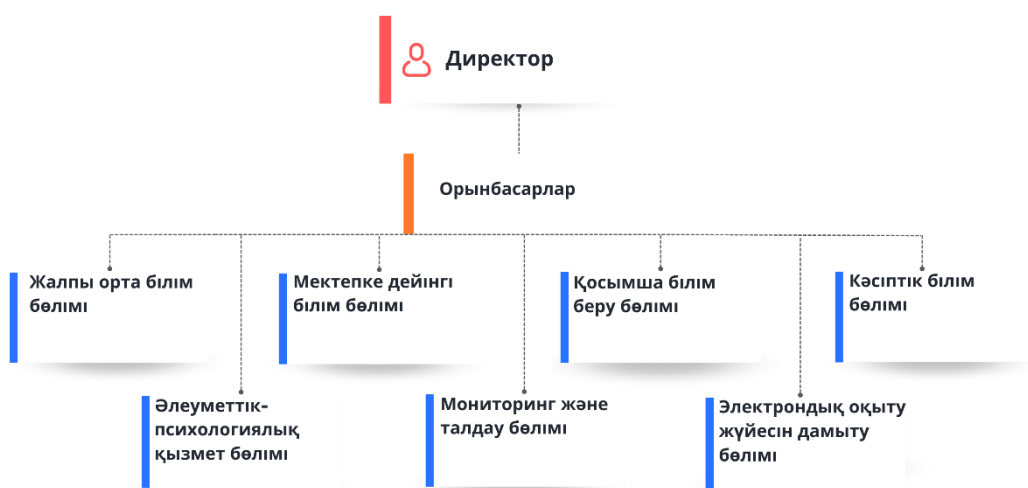 Директор
Орынбасарлар
Жалпы орта білім
бөлімі
Мектепке дейінгі
білім бөлімі
Қосымша білім
беру бөлімі
Кәсіптік білім
бөлімі
Әлеуметтік-
психологиялық
қызмет бөлімі
Мониторинг және
талдау бөлімі
Электрондық оқыту
жүйесін дамыту
бөлімі